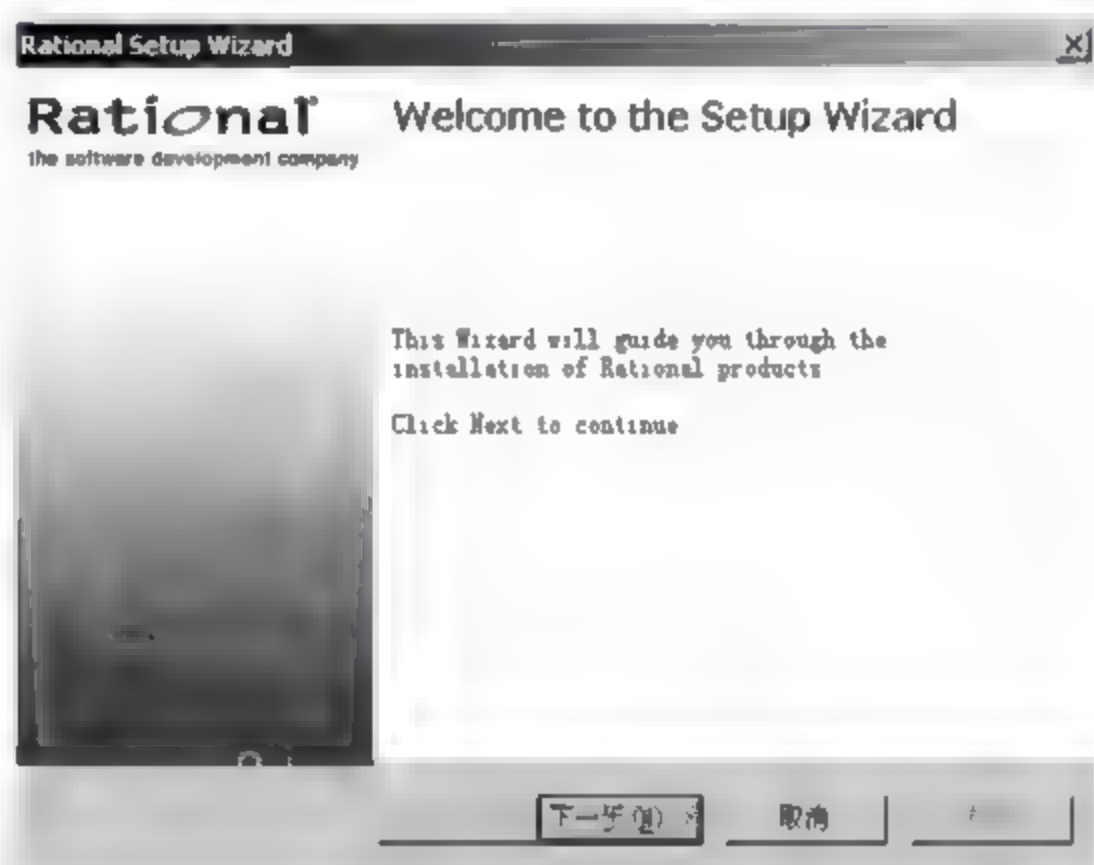 Rational Setup Wizard
Rational
the software development company
Welcome to the Setup Wizard
This Wizard will guide you through the
installation of Rational products
Click Next to continue
下一步(N) >
取消